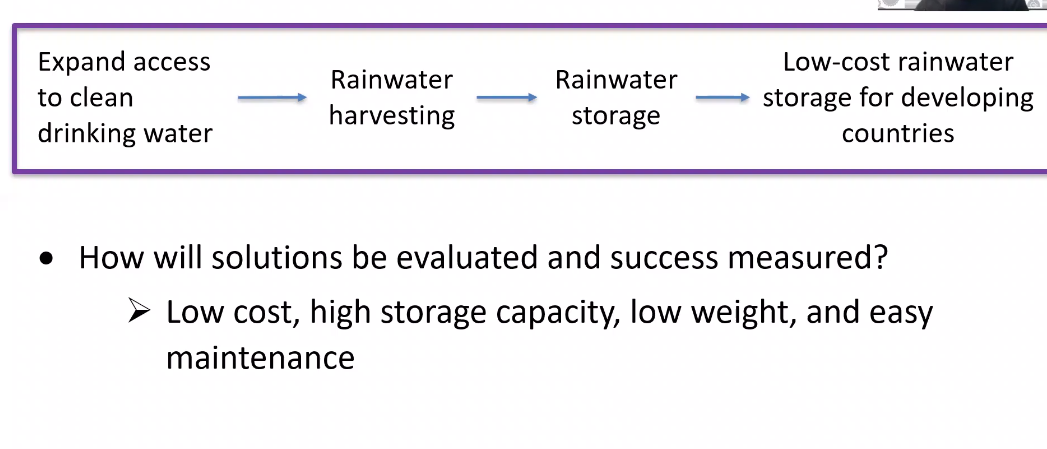 Expand access
to clean
drinking water
Rainwater
harvesting
Rainwater
storage
Low-cost rainwater
storage for developing
countries
• How will solutions be evaluated and success measured?
➢ Low cost, high storage capacity, low weight, and easy
maintenance